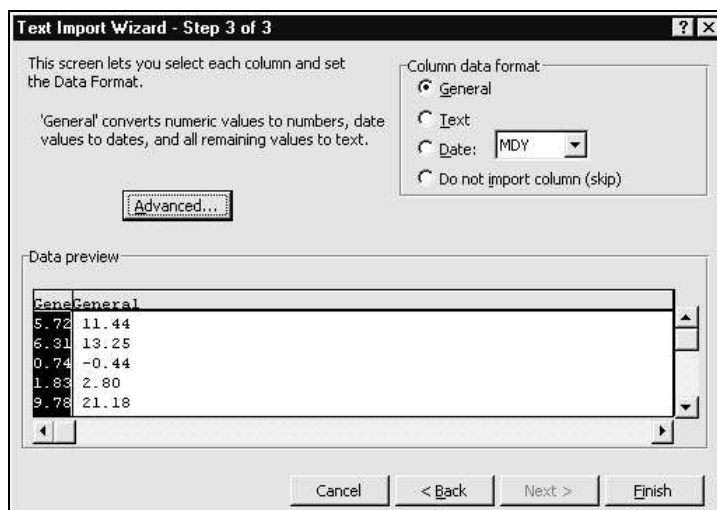 Text Import Wizard - Step 3 of 3
This screen lets you select each column and set
the Data Format.
'General' converts numeric values to numbers, date
values to dates, and all remaining values to text.
Advanced...
Column data format
General
Text
Date: MDY
Do not import column (skip)
Data preview
Gene General
5.72 11.44
6.31 13.25
0.74 -0.44
1.83 2.80
9.78 21.18
Cancel < Back Next > Finish